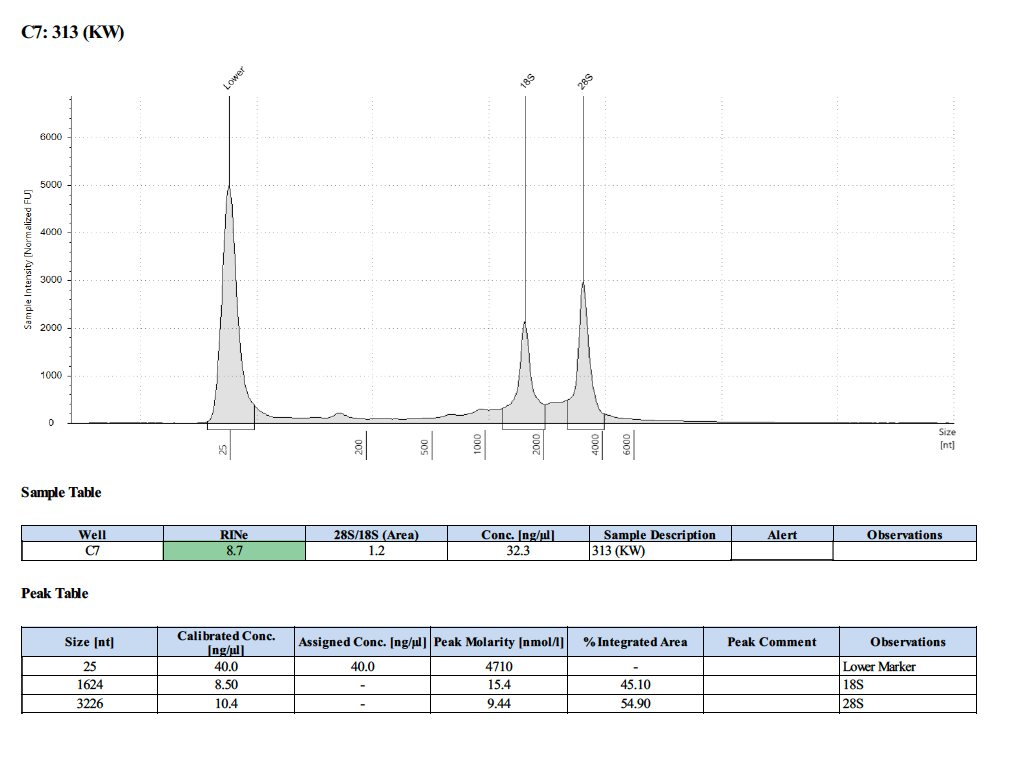 C7: 313 (KW)
Lower
18S
28S
Sample Intensity [Normalized FU]
6000
5000
4000
3000
2000
1000
0
25
200
500
1000
2000
4000
6000
Size
[nt]
Sample Table
Well RINe 28S/18S (Area) Conc. [ng/µl] Sample Description Alert Observations
C7 8.7 1.2 32.3 313 (KW)
Peak Table
Size [nt] Calibrated Conc. [ng/µl] Assigned Conc. [ng/µl] Peak Molarity [nmol/l] % Integrated Area Peak Comment Observations
25 40.0 40.0 4710 - Lower Marker
1624 8.50 - 15.4 45.10 18S
3226 10.4 - 9.44 54.90 28S